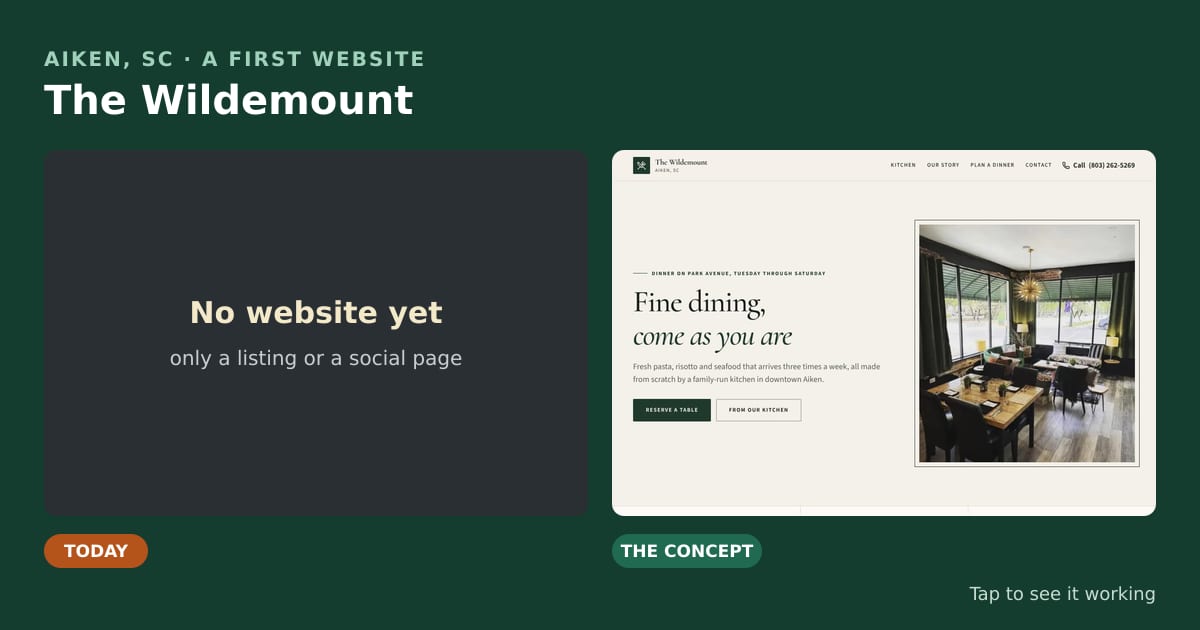 AIKEN, SC · A FIRST WEBSITE
The Wildemount
No website yet
only a listing or a social page
TODAY
The Wildemount
AIKEN, SC
KITCHEN OUR STORY PLAN A DINNER CONTACT Call (803) 262-5269
DINNER ON PARK AVENUE, TUESDAY THROUGH SATURDAY
Fine dining,
come as you are
Fresh pasta, risotto and seafood that arrives three times a week, all made
from scratch by a family-run kitchen in downtown Aiken.
RESERVE A TABLE FROM OUR KITCHEN
THE CONCEPT
Tap to see it working